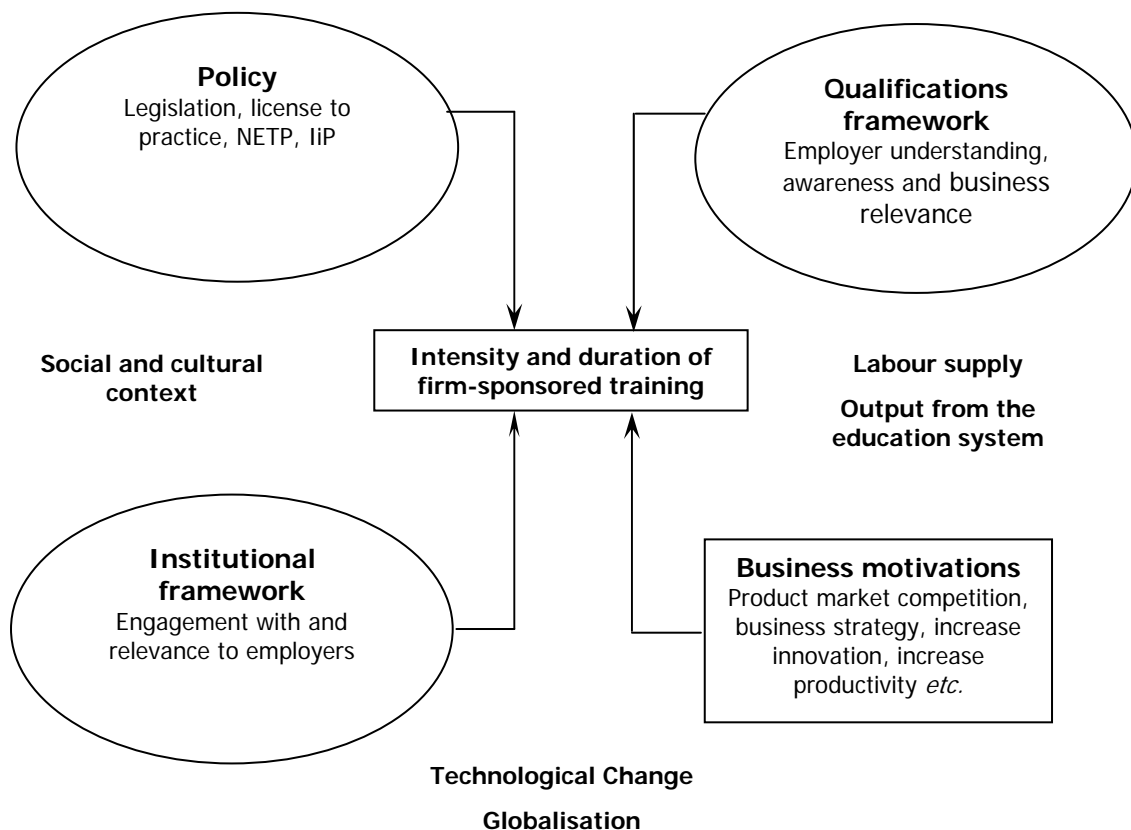 Policy
Legislation, license to
practice, NETP, IiP
Qualifications
framework
Employer understanding,
awareness and business
relevance
Social and cultural
context
Intensity and duration of
firm-sponsored training
Labour supply
Output from the
education system
Institutional
framework
Engagement with and
relevance to employers
Business motivations
Product market competition,
business strategy, increase
innovation, increase
productivity etc.
Technological Change
Globalisation